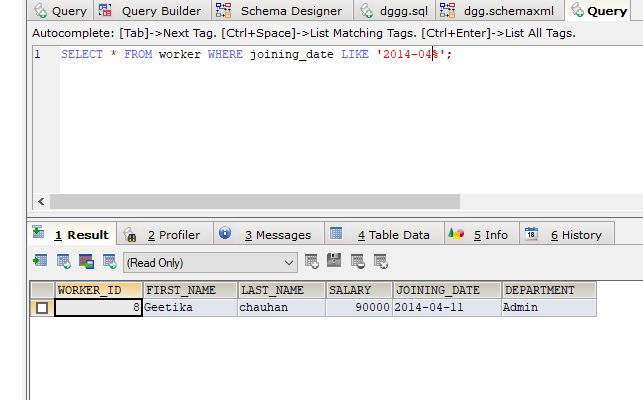 Query Query Builder Schema Designer dggg.sql dgg.schemaxml Query
Autocomplete: [Tab]->Next Tag. [Ctrl+Space]->List Matching Tags. [Ctrl+Enter]->List All Tags.
1 SELECT * FROM worker WHERE joining_date LIKE '2014-04%';
1 Result 2 Profiler 3 Messages 4 Table Data 5 Info 18 6 History
(Read Only)
WORKER_ID FIRST_NAME LAST_NAME SALARY JOINING_DATE DEPARTMENT
8 Geetika chauhan 90000 2014-04-11 Admin